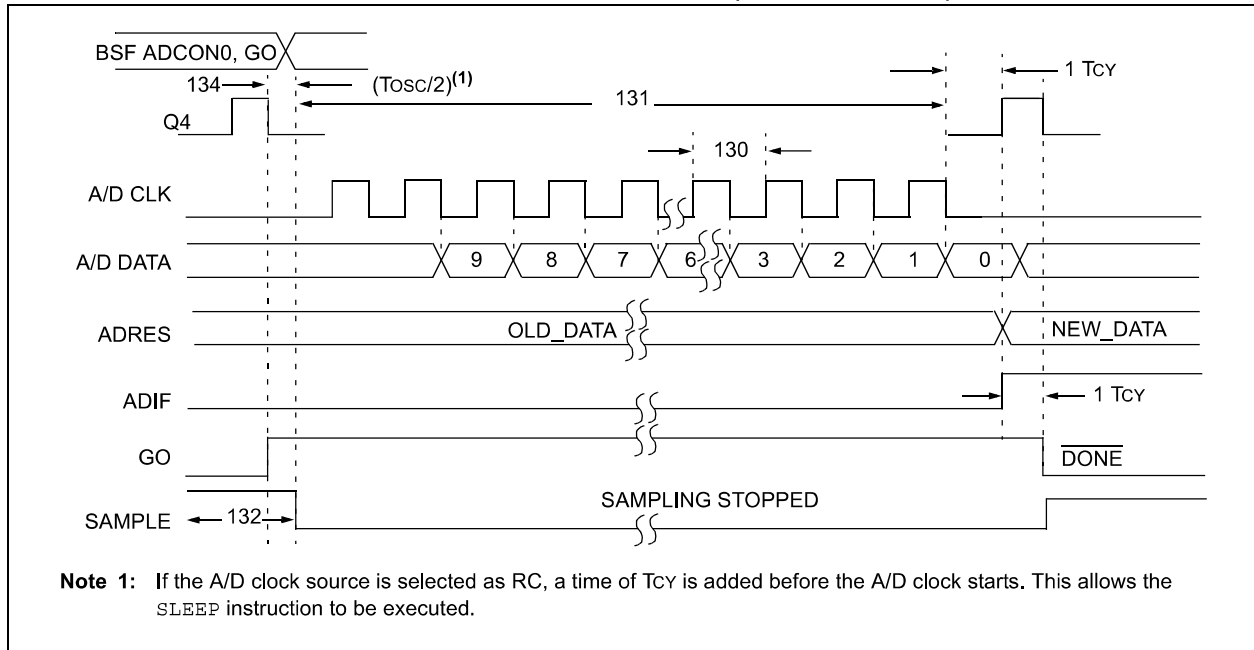 BSF ADCON0, GO
134 (TOSC/2)(1) 131 1 TCY
Q4
130
A/D CLK
A/D DATA 9 8 7 6 3 2 1 0
ADRES OLD_DATA NEW_DATA
ADIF 1 TCY
GO DONE
SAMPLE 132 SAMPLING STOPPED
Note 1: If the A/D clock source is selected as RC, a time of TCY is added before the A/D clock starts. This allows the
SLEEP instruction to be executed.